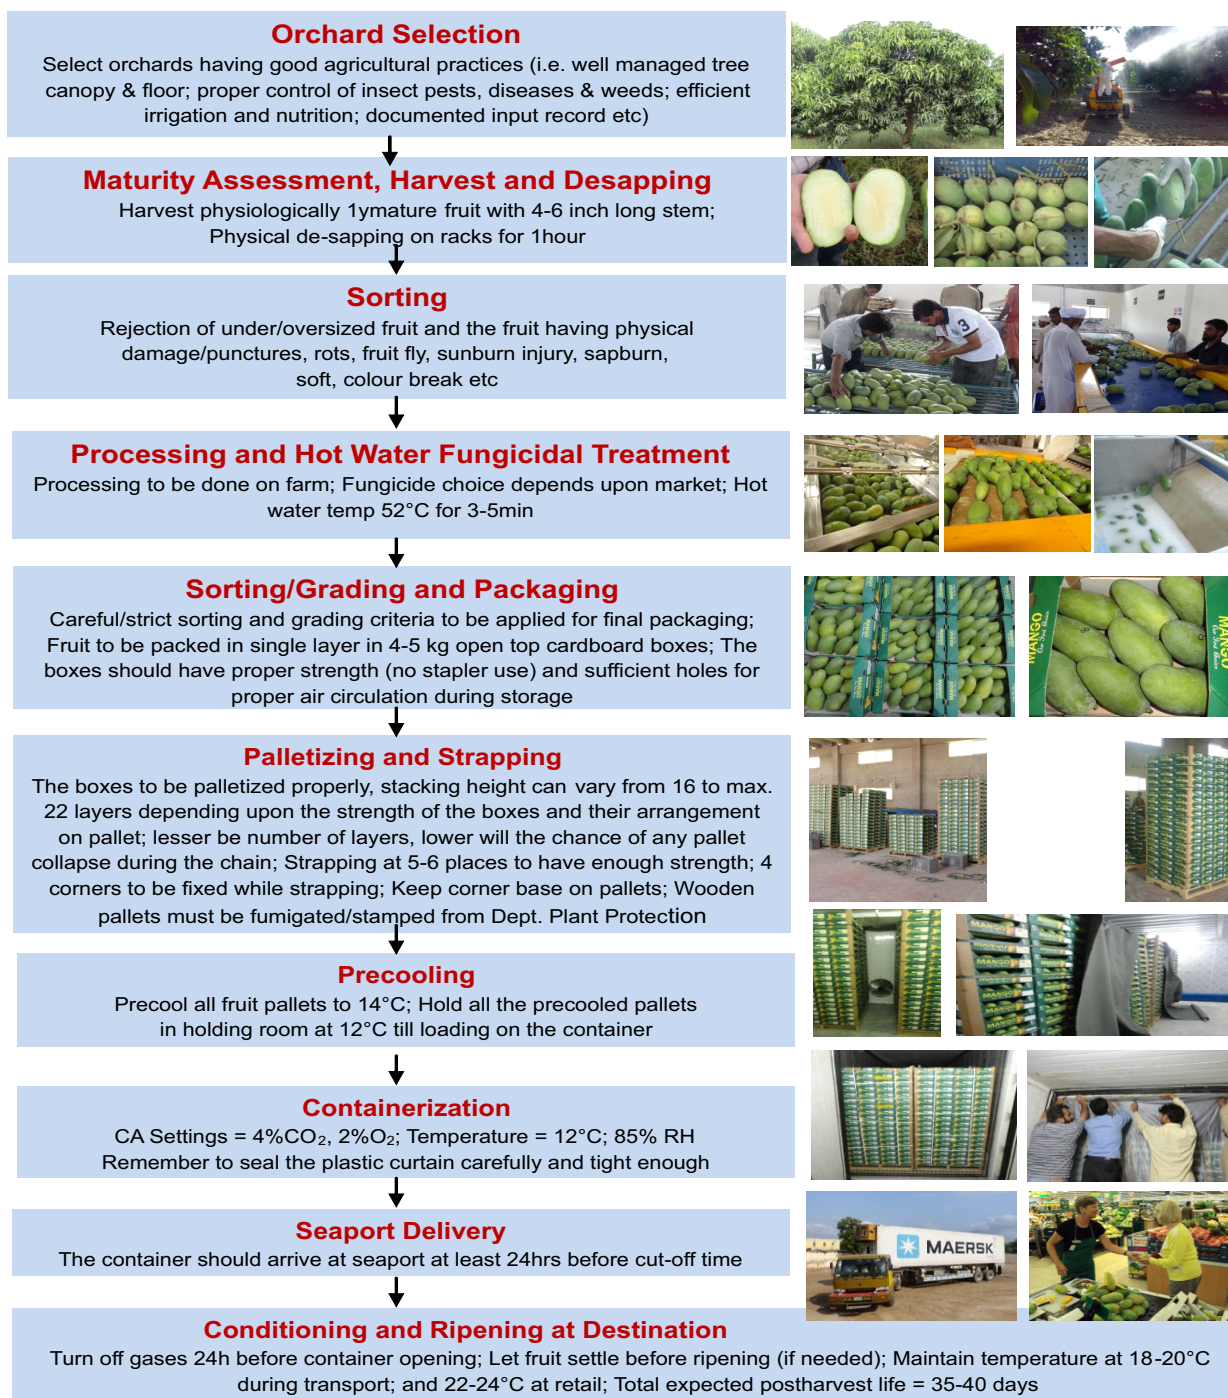 Orchard Selection
Select orchards having good agricultural practices (i.e. well managed tree
canopy & floor; proper control of insect pests, diseases & weeds; efficient
irrigation and nutrition; documented input record etc)
Maturity Assessment, Harvest and Desapping
Harvest physiologically 1ymature fruit with 4-6 inch long stem;
Physical de-sapping on racks for 1hour
Sorting
Rejection of under/oversized fruit and the fruit having physical
damage/punctures, rots, fruit fly, sunburn injury, sapburn,
soft, colour break etc
3
Processing and Hot Water Fungicidal Treatment
Processing to be done on farm; Fungicide choice depends upon market; Hot
water temp 52°C for 3-5min
Sorting/Grading and Packaging
Careful/strict sorting and grading criteria to be applied for final packaging;
Fruit to be packed in single layer in 4-5 kg open top cardboard boxes; The
boxes should have proper strength (no stapler use) and sufficient holes for
proper air circulation during storage
MANGO
MANGO
Palletizing and Strapping
The boxes to be palletized properly, stacking height can vary from 16 to max.
22 layers depending upon the strength of the boxes and their arrangement
on pallet; lesser be number of layers, lower will the chance of any pallet
collapse during the chain; Strapping at 5-6 places to have enough strength; 4
corners to be fixed while strapping; Keep corner base on pallets; Wooden
pallets must be fumigated/stamped from Dept. Plant Protection
MANGO
MANGO
MANGO
Precooling
Precool all fruit pallets to 14°C; Hold all the precooled pallets
in holding room at 12°C till loading on the container
Containerization
CA Settings = 4%CO₂, 2%O₂; Temperature = 12°C; 85% RH
Remember to seal the plastic curtain carefully and tight enough
Seaport Delivery
The container should arrive at seaport at least 24hrs before cut-off time
MAERSK
Conditioning and Ripening at Destination
Turn off gases 24h before container opening; Let fruit settle before ripening (if needed); Maintain temperature at 18-20°C
during transport; and 22-24°C at retail; Total expected postharvest life = 35-40 days